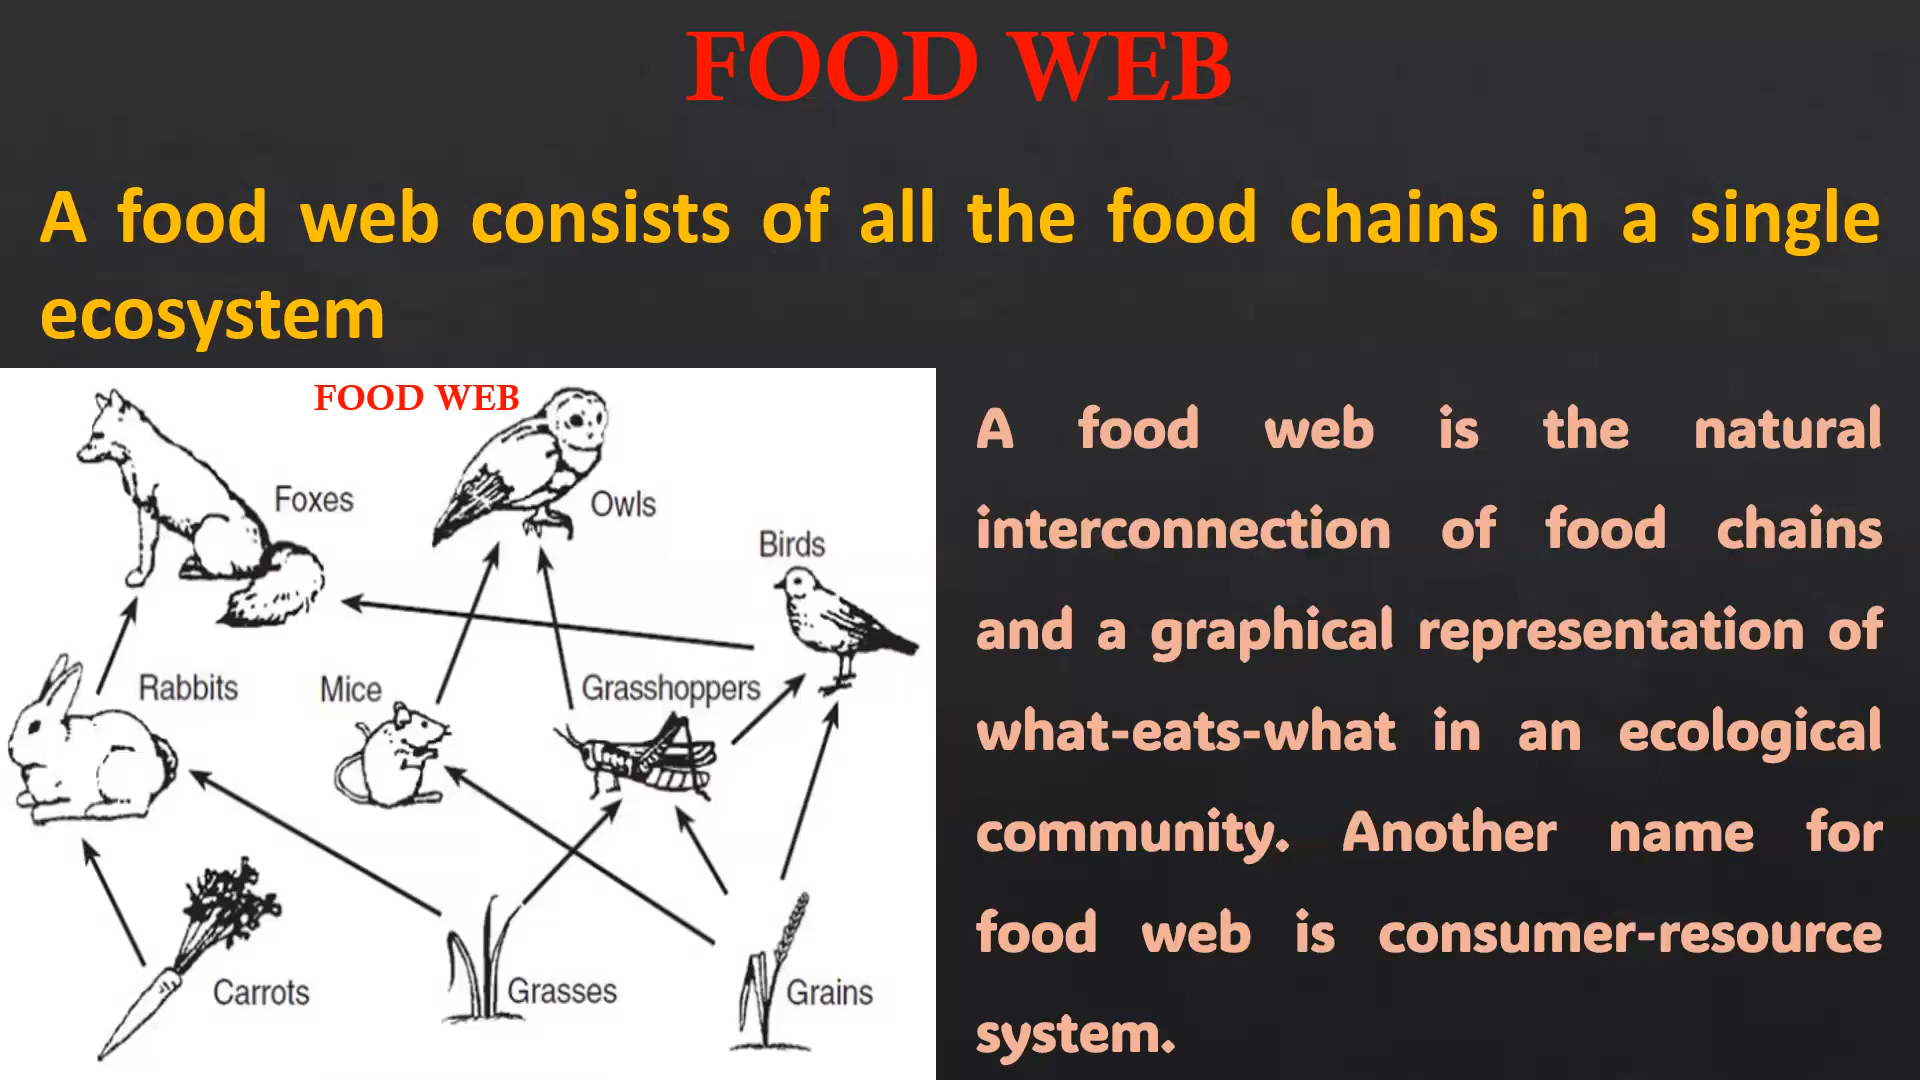 FOOD WEB
A food web consists of all the food chains in a single
ecosystem
FOOD WEB
Foxes
Owls
Birds
Rabbits
Mice
Grasshoppers
Carrots
Grasses
Grains
A food web is the natural
interconnection of food chains
and a graphical representation of
what-eats-what in an ecological
community. Another name for
food web is consumer-resource
system.